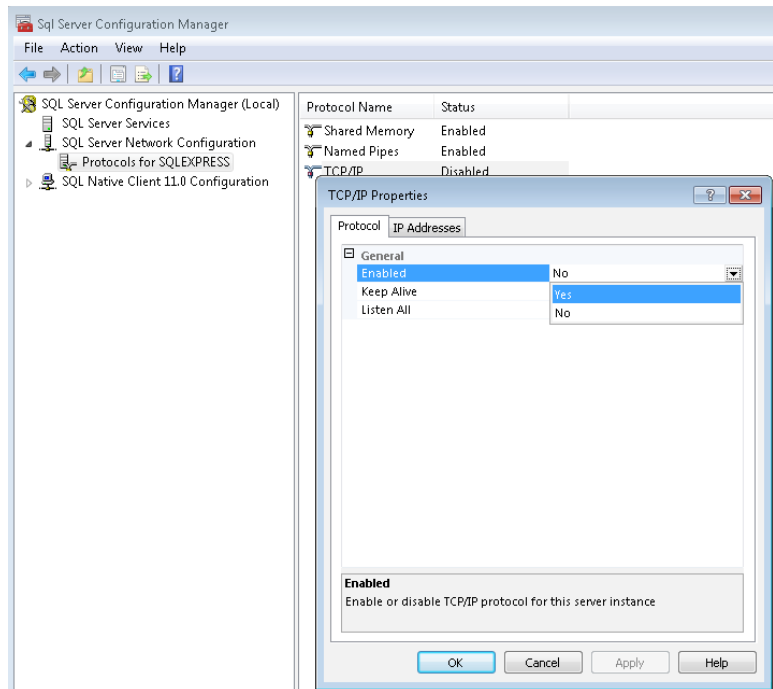 Sql Server Configuration Manager
File Action View Help
SQL Server Configuration Manager (Local)
SQL Server Services
SQL Server Network Configuration
Protocols for SQLEXPRESS
SQL Native Client 11.0 Configuration
Protocol Name Status
Shared Memory Enabled
Named Pipes Enabled
TCP/IP Disabled
TCP/IP Properties
Protocol IP Addresses
General
Enabled No
Keep Alive
Listen All
Yes
No
Enabled
Enable or disable TCP/IP protocol for this server instance
OK Cancel Apply Help